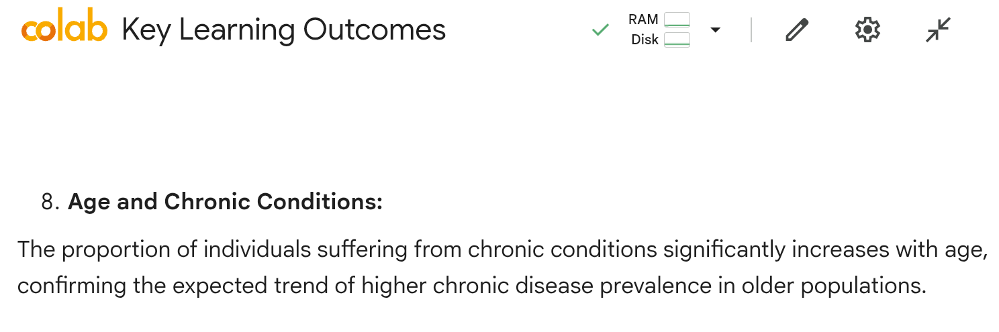 colab Key Learning Outcomes
RAM
Disk
8. Age and Chronic Conditions:
The proportion of individuals suffering from chronic conditions significantly increases with age,
confirming the expected trend of higher chronic disease prevalence in older populations.